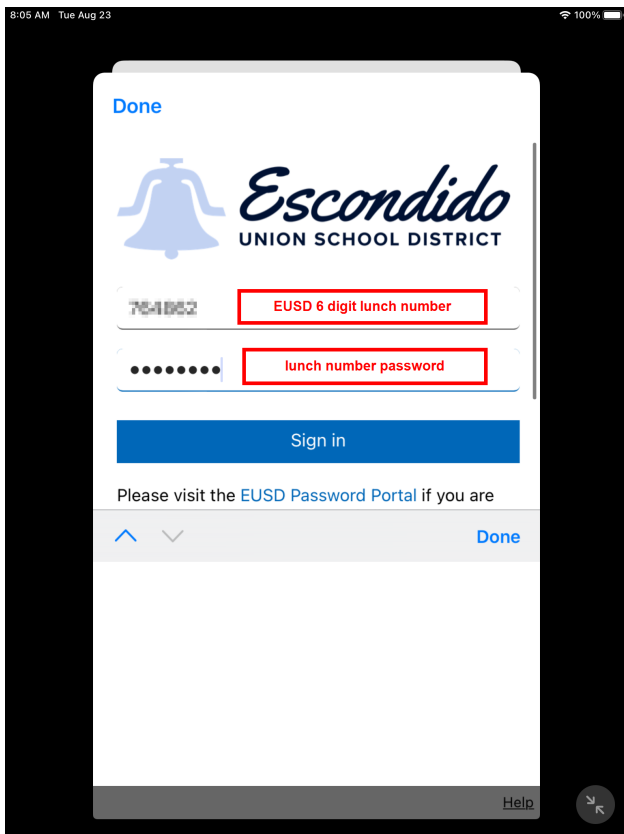 8:05 AM Tue Aug 23
100%
Done
Escondido
UNION SCHOOL DISTRICT
EUSD 6 digit lunch number
lunch number password
Sign in
Please visit the EUSD Password Portal if you are
Done
Help